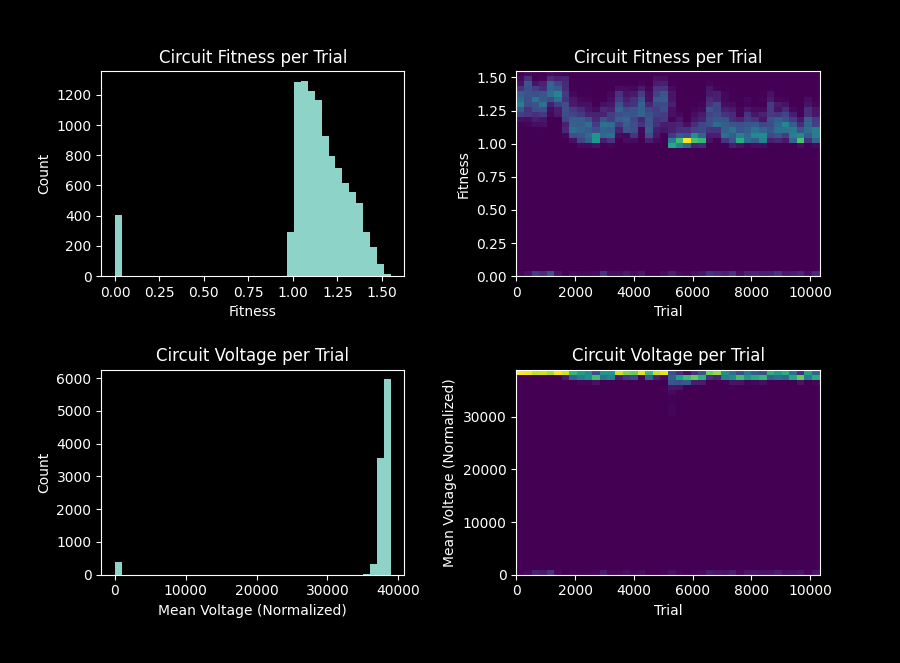 Circuit Fitness per Trial
Count
1200
1000
800
600
400
200
0
0.00 0.25 0.50 0.75 1.00 1.25 1.50
Fitness
Circuit Fitness per Trial
Fitness
1.50
1.25
1.00
0.75
0.50
0.25
0.00
0 2000 4000 6000 8000 10000
Trial
Circuit Voltage per Trial
Count
6000
5000
4000
3000
2000
1000
0
0 10000 20000 30000 40000
Mean Voltage (Normalized)
Circuit Voltage per Trial
Mean Voltage (Normalized)
30000
20000
10000
0
0 2000 4000 6000 8000 10000
Trial